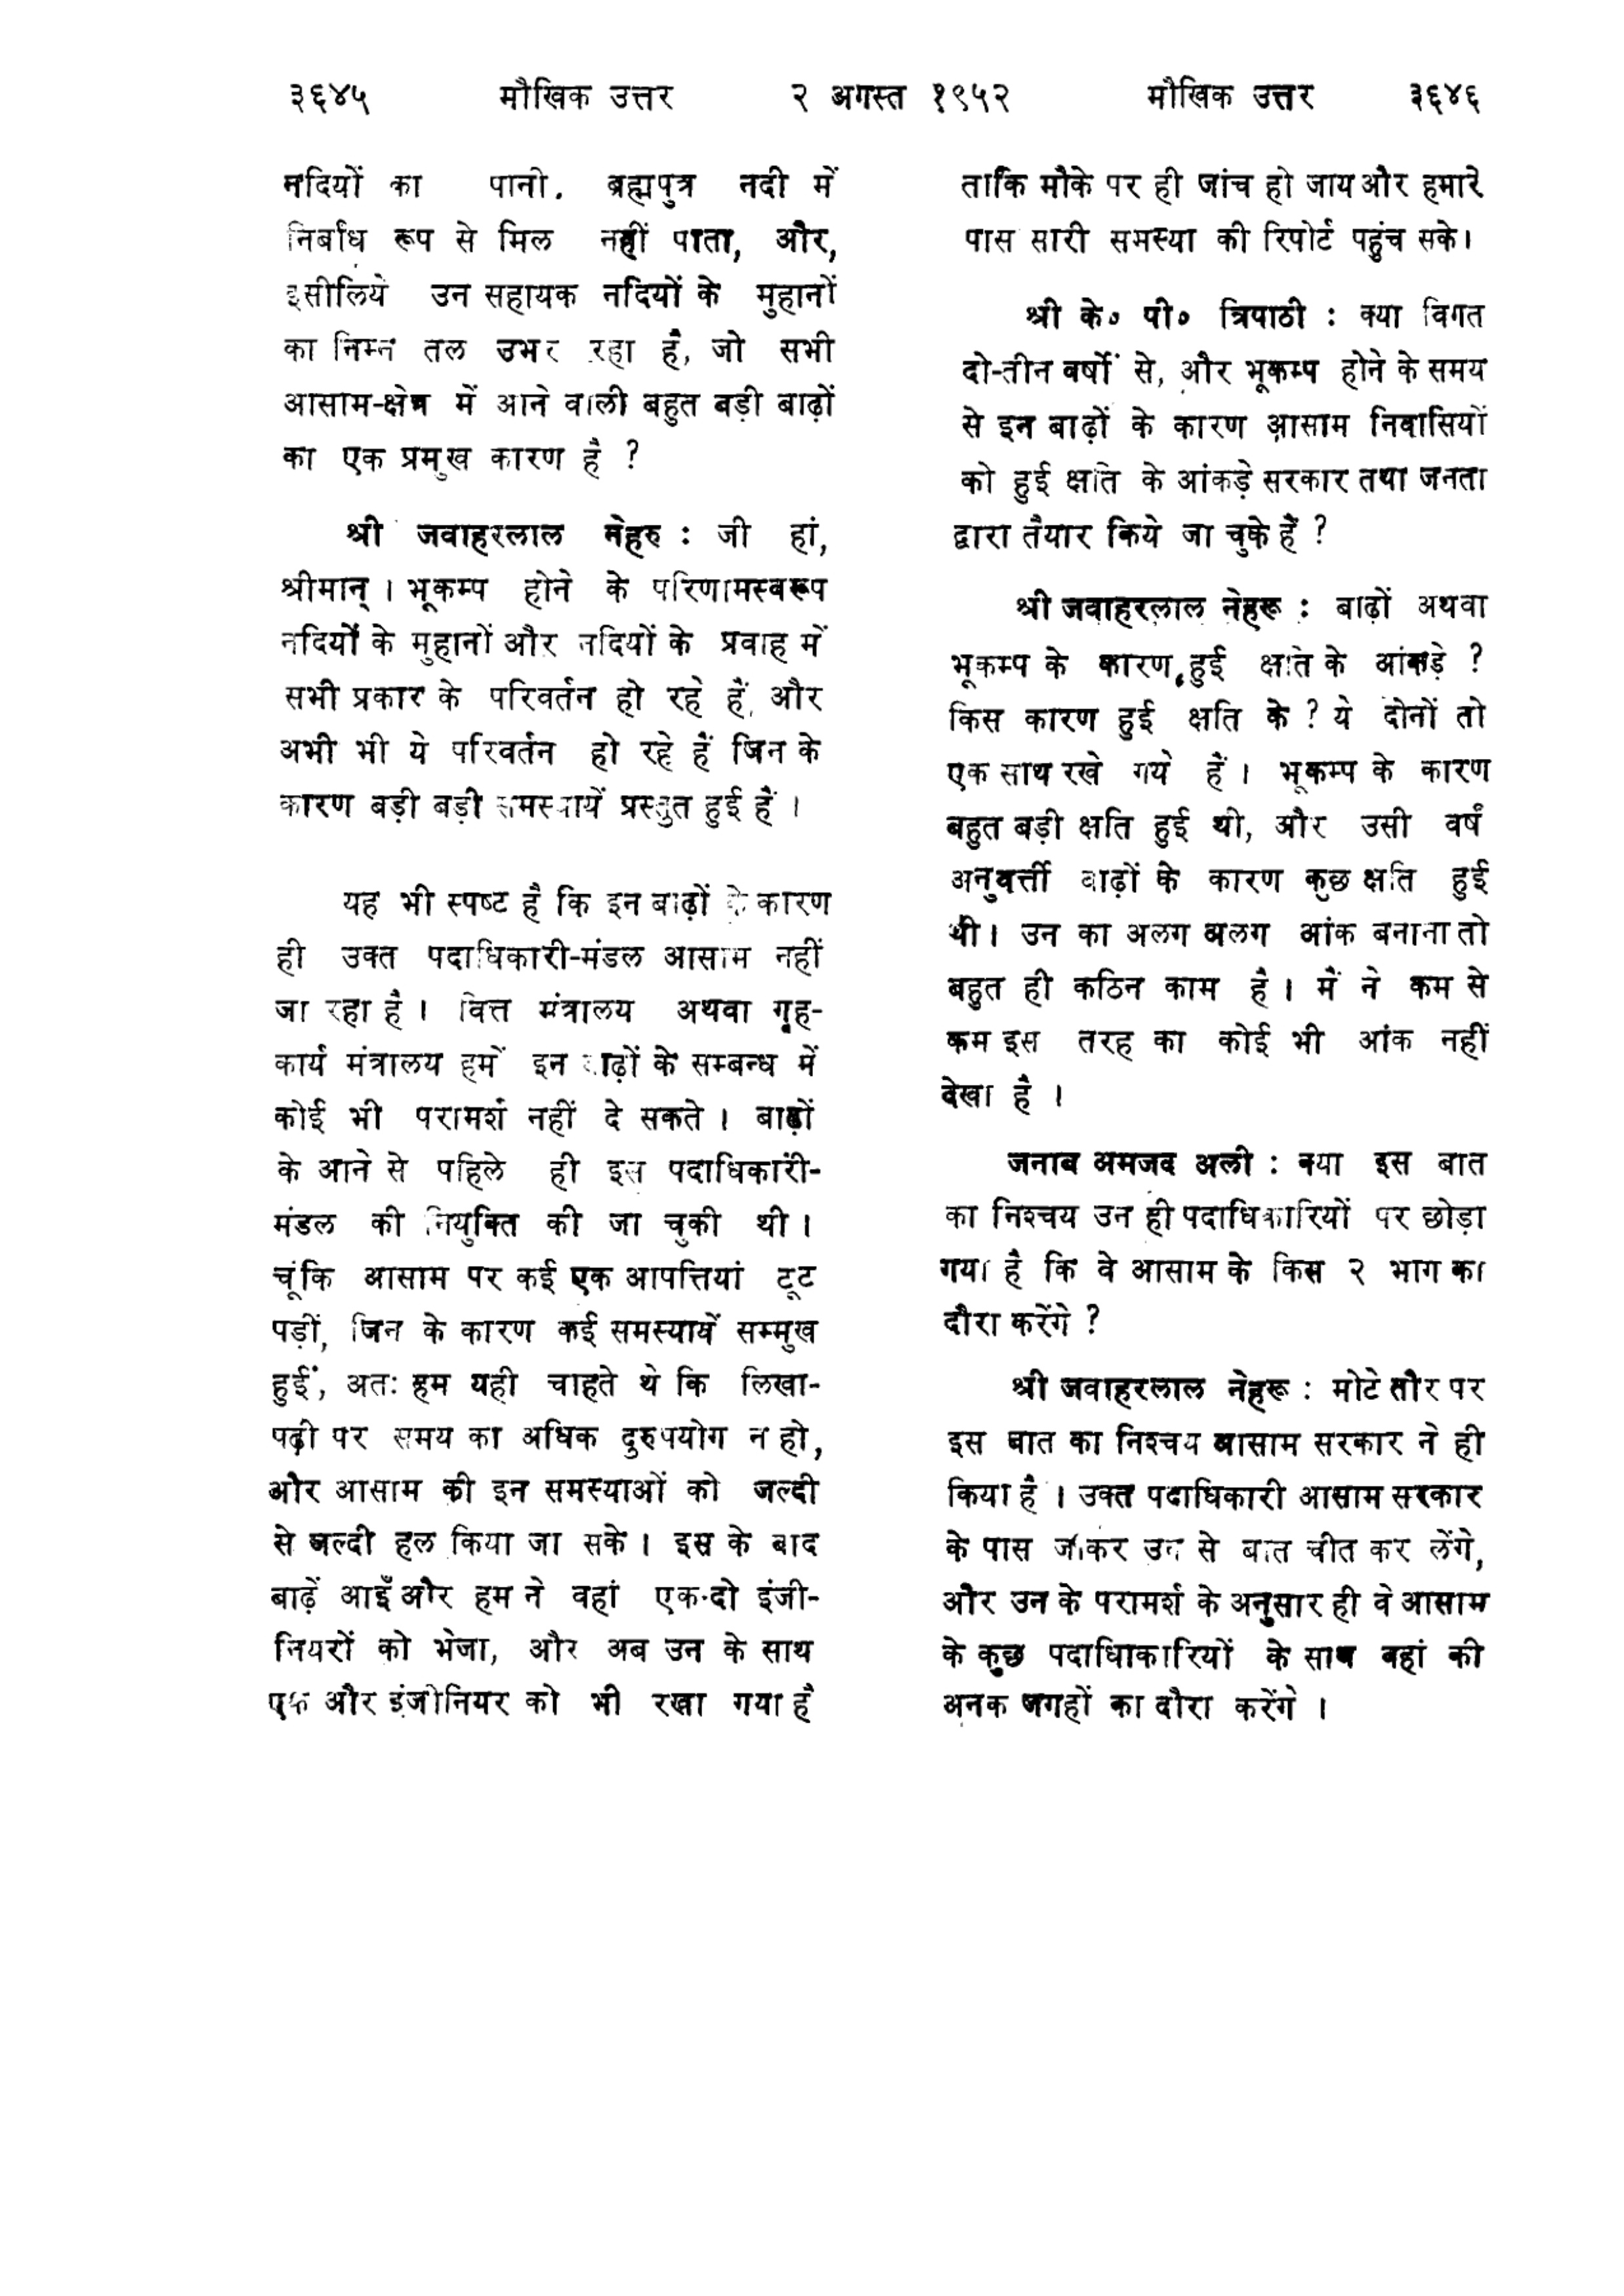 ३६४५ मौखिक उत्तर २ अगस्त १९५२ मौखिक उत्तर ३६४६
नदियों का पानी. ब्रह्मपुत्र नदी में
निर्बाध रूप से मिल नहीं पाता, और,
इसीलिये उन सहायक नदियों के मुहानों
का निम्न तल उभर रहा है, जो सभी
आसाम-क्षेत्र में आने वाली बहुत बड़ी बाढ़ों
का एक प्रमुख कारण है ?
श्री जवाहरलाल नेहरु : जी हां,
श्रीमान् । भूकम्प होने के परिणामस्वरूप
नदियों के मुहानों और नदियों के प्रवाह में
सभी प्रकार के परिवर्तन हो रहे हैं, और
अभी भी ये परिवर्तन हो रहे हैं जिन के
कारण बड़ी बड़ी समस्यायें प्रस्तुत हुई हैं ।
यह भी स्पष्ट है कि इन बाढ़ों के कारण
ही उक्त पदाधिकारी-मंडल आसाम नहीं
जा रहा है । वित्त मंत्रालय अथवा गृह-
कार्य मंत्रालय हमें इन बाढ़ों के सम्बन्ध में
कोई भी परामर्श नहीं दे सकते । बाढ़ों
के आने से पहिले ही इस पदाधिकारी-
मंडल की नियुक्ति की जा चुकी थी ।
चूंकि आसाम पर कई एक आपत्तियां टूट
पड़ीं, जिन के कारण कई समस्यायें सम्मुख
हुईं, अतः हम यही चाहते थे कि लिखा-
पढ़ी पर समय का अधिक दुरुपयोग न हो,
और आसाम की इन समस्याओं को जल्दी
से जल्दी हल किया जा सके । इस के बाद
बाढ़ें आइँ और हम ने वहां एक-दो इंजी-
नियरों को भेजा, और अब उन के साथ
एक और इंजीनियर को भी रखा गया है
ताकि मौके पर ही जांच हो जाय और हमारे
पास सारी समस्या की रिपोर्ट पहुंच सके।
श्री के० पी० त्रिपाठी : क्या विगत
दो-तीन वर्षों से, और भूकम्प होने के समय
से इन बाढ़ों के कारण आसाम निवासियों
को हुई क्षति के आंकड़े सरकार तथा जनता
द्वारा तैयार किये जा चुके हैं ?
श्री जवाहरलाल नेहरू : बाढ़ों अथवा
भूकम्प के कारण हुई क्षति के आंकड़े ?
किस कारण हुई क्षति के ? ये दोनों तो
एक साथ रखे गये हैं । भूकम्प के कारण
बहुत बड़ी क्षति हुई थी, और उसी वर्ष
अनुवर्त्ती बाढ़ों के कारण कुछ क्षति हुई
थी। उन का अलग अलग आंक बनाना तो
बहुत ही कठिन काम है । मैं ने कम से
कम इस तरह का कोई भी आंक नहीं
देखा है ।
जनाब अमजद अली : क्या इस बात
का निश्चय उन ही पदाधिकारियों पर छोड़ा
गया है कि वे आसाम के किस २ भाग का
दौरा करेंगे ?
श्री जवाहरलाल नेहरू : मोटे तौर पर
इस बात का निश्चय आसाम सरकार ने ही
किया है । उक्त पदाधिकारी आसाम सरकार
के पास जाकर उन से बात चीत कर लेंगे,
और उन के परामर्श के अनुसार ही वे आसाम
के कुछ पदाधिाकारियों के साथ वहां की
अनक जगहों का दौरा करेंगे ।